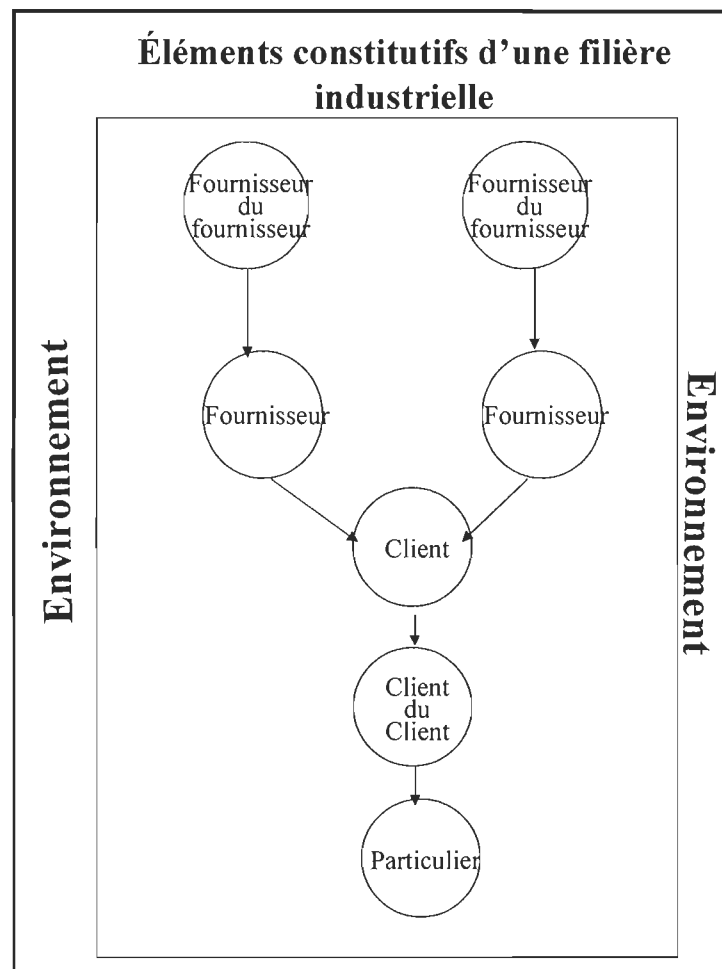 Éléments constitutifs d’une filière
industrielle
Fournisseur
du
fournisseur
Fournisseur
du
fournisseur
Environnement
Fournisseur
Fournisseur
Environnement
Client
Client
du
Client
Particulier